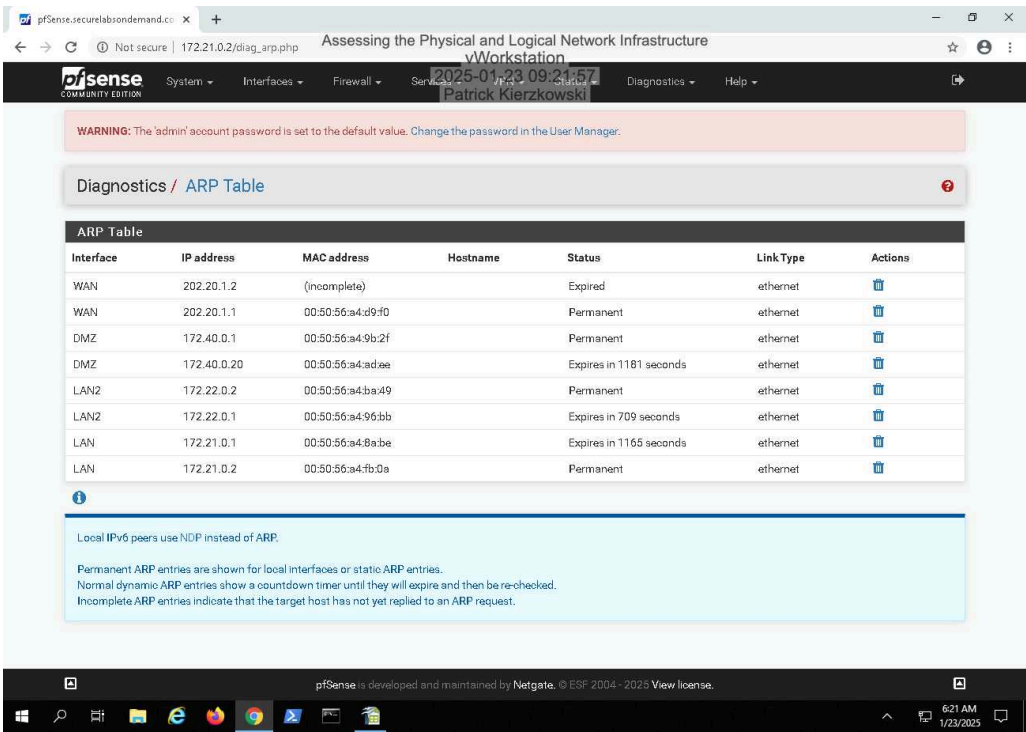 pfSense.securelabsondemand.co
Not secure | 172.21.0.2/diag_arp.php
Assessing the Physical and Logical Network Infrastructure
vWorkstation
2025-01-23 09:21:57
Patrick Kierzkowski
pfsense
COMMUNITY EDITION
System Interfaces Firewall Services VPN Status Diagnostics Help
WARNING: The 'admin' account password is set to the default value. Change the password in the User Manager.
Diagnostics / ARP Table
ARP Table
Interface IP address MAC address Hostname Status Link Type Actions
WAN 202.20.1.2 (incomplete) Expired ethernet
WAN 202.20.1.1 00:50:56:a4:d9:f0 Permanent ethernet
DMZ 172.40.0.1 00:50:56:a4:9b:2f Permanent ethernet
DMZ 172.40.0.20 00:50:56:a4:ad:ee Expires in 1181 seconds ethernet
LAN2 172.22.0.2 00:50:56:a4:ba:49 Permanent ethernet
LAN2 172.22.0.1 00:50:56:a4:96:bb Expires in 709 seconds ethernet
LAN 172.21.0.1 00:50:56:a4:8a:be Expires in 1165 seconds ethernet
LAN 172.21.0.2 00:50:56:a4:fb:0a Permanent ethernet
Local IPv6 peers use NDP instead of ARP.
Permanent ARP entries are shown for local interfaces or static ARP entries.
Normal dynamic ARP entries show a countdown timer until they will expire and then be re-checked.
Incomplete ARP entries indicate that the target host has not yet replied to an ARP request.
pfSense is developed and maintained by Netgate. © ESF 2004 - 2025 View license.
6:21 AM
1/23/2025